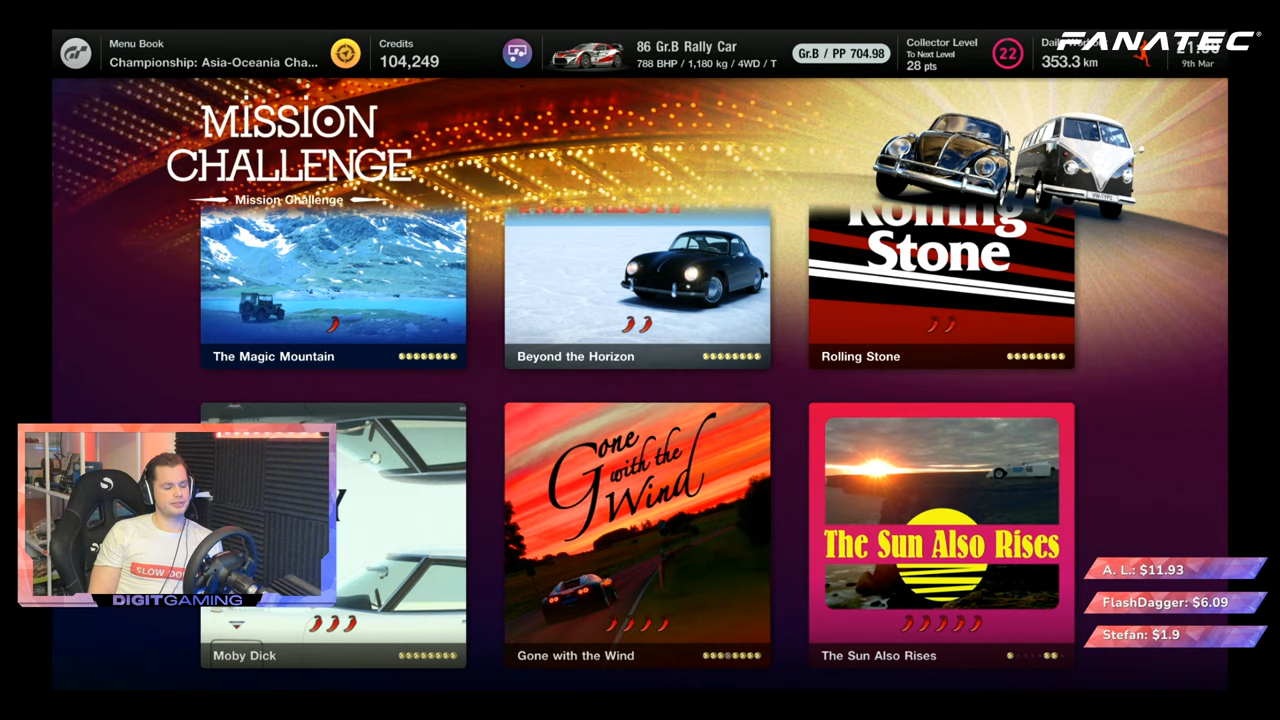 Menu Book
Championship: Asia-Oceania Cha...
Credits
104,249
86 Gr.B Rally Car
788 BHP / 1,180 kg / 4WD / T
Gr.B / PP 704.98
Collector Level
To Next Level
28 pts
22
353.3 km
9th Mar
FANATEC
MISSION
CHALLENGE
Mission Challenge
Rolling
Stone
The Magic Mountain
Beyond the Horizon
Rolling Stone
Gone
with the
Wind
The Sun Also Rises
66
SLOW
DIGITGAMING
A. L.: $11.93
FlashDagger: $6.09
Stefan: $1.9
Moby Dick
Gone with the Wind
The Sun Also Rises